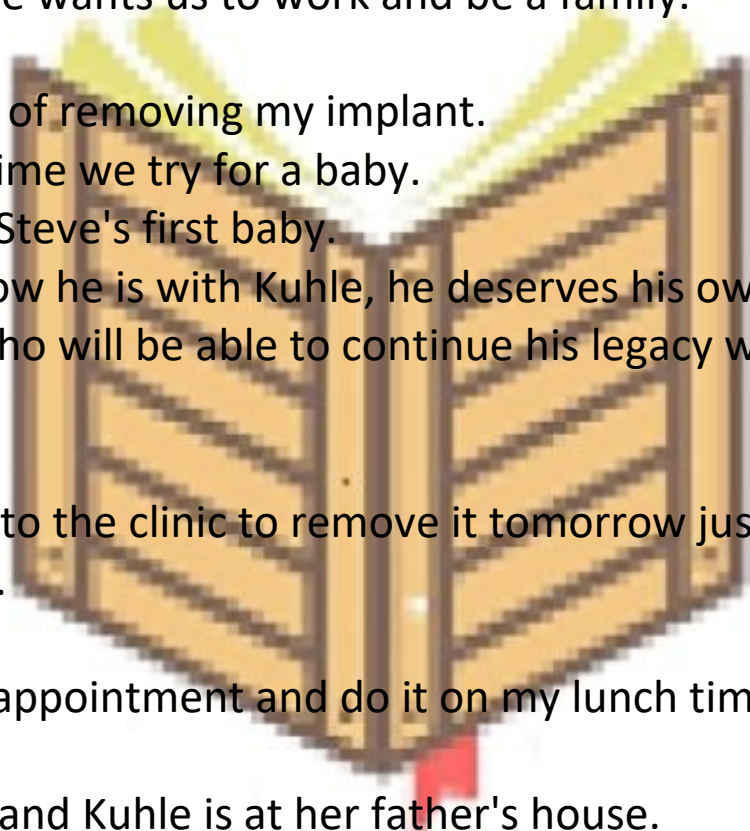 e wants us to work and be a family.
of removing my implant.
ime we try for a baby.
Steve's first baby.
ow he is with Kuhle, he deserves his ow
ho will be able to continue his legacy w
to the clinic to remove it tomorrow jus
.
appointment and do it on my lunch tim
and Kuhle is at her father's house.